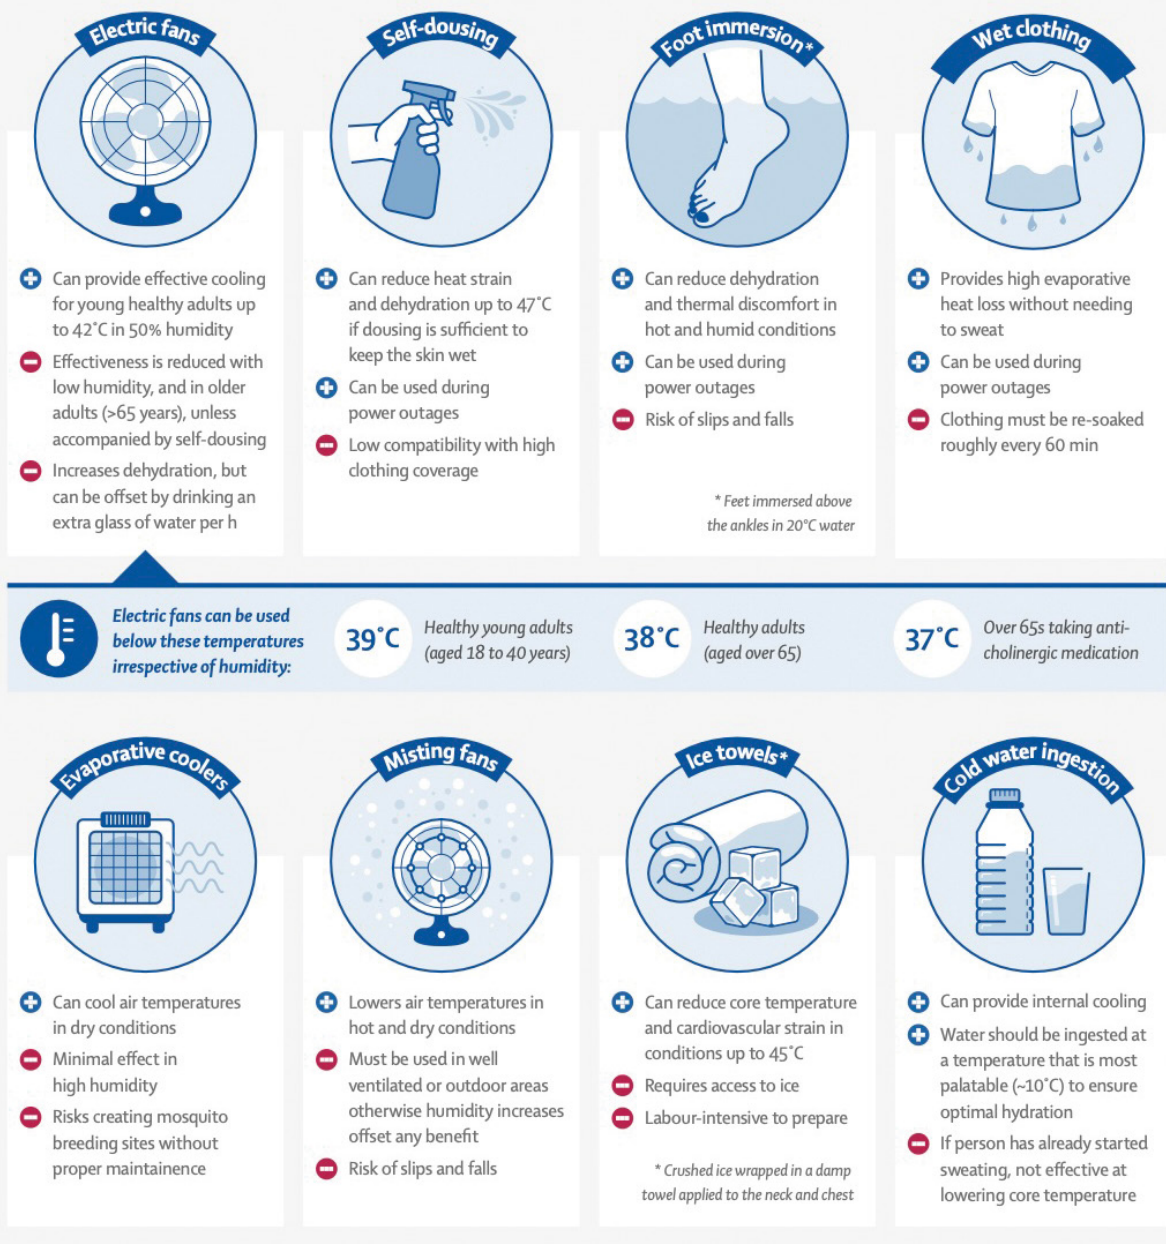 Electric fans
Can provide effective cooling
for young healthy adults up
to 42°C in 50% humidity
Effectiveness is reduced with
low humidity, and in older
adults (>65 years), unless
accompanied by self-dousing
Increases dehydration, but
can be offset by drinking an
extra glass of water per h
Self-dousing
Can reduce heat strain
and dehydration up to 47°C
if dousing is sufficient to
keep the skin wet
Can be used during
power outages
Low compatibility with high
clothing coverage
Foot immersion*
Can reduce dehydration
and thermal discomfort in
hot and humid conditions
Can be used during
power outages
Risk of slips and falls
* Feet immersed above
the ankles in 20°C water
Wet clothing
Provides high evaporative
heat loss without needing
to sweat
Can be used during
power outages
Clothing must be re-soaked
roughly every 60 min
Electric fans can be used
below these temperatures
irrespective of humidity:
39°C
Healthy young adults
(aged 18 to 40 years)
38°C
Healthy adults
(aged over 65)
37°C
Over 65s taking anti-
cholinergic medication
Evaporative coolers
Can cool air temperatures
in dry conditions
Minimal effect in
high humidity
Risks creating mosquito
breeding sites without
proper maintainence
Misting fans
Lowers air temperatures in
hot and dry conditions
Must be used in well
ventilated or outdoor areas
otherwise humidity increases
offset any benefit
Risk of slips and falls
Ice towels*
Can reduce core temperature
and cardiovascular strain in
conditions up to 45°C
Requires access to ice
Labour-intensive to prepare
* Crushed ice wrapped in a damp
towel applied to the neck and chest
Cold water ingestion
Can provide internal cooling
Water should be ingested at
a temperature that is most
palatable (~10°C) to ensure
optimal hydration
If person has already started
sweating, not effective at
lowering core temperature